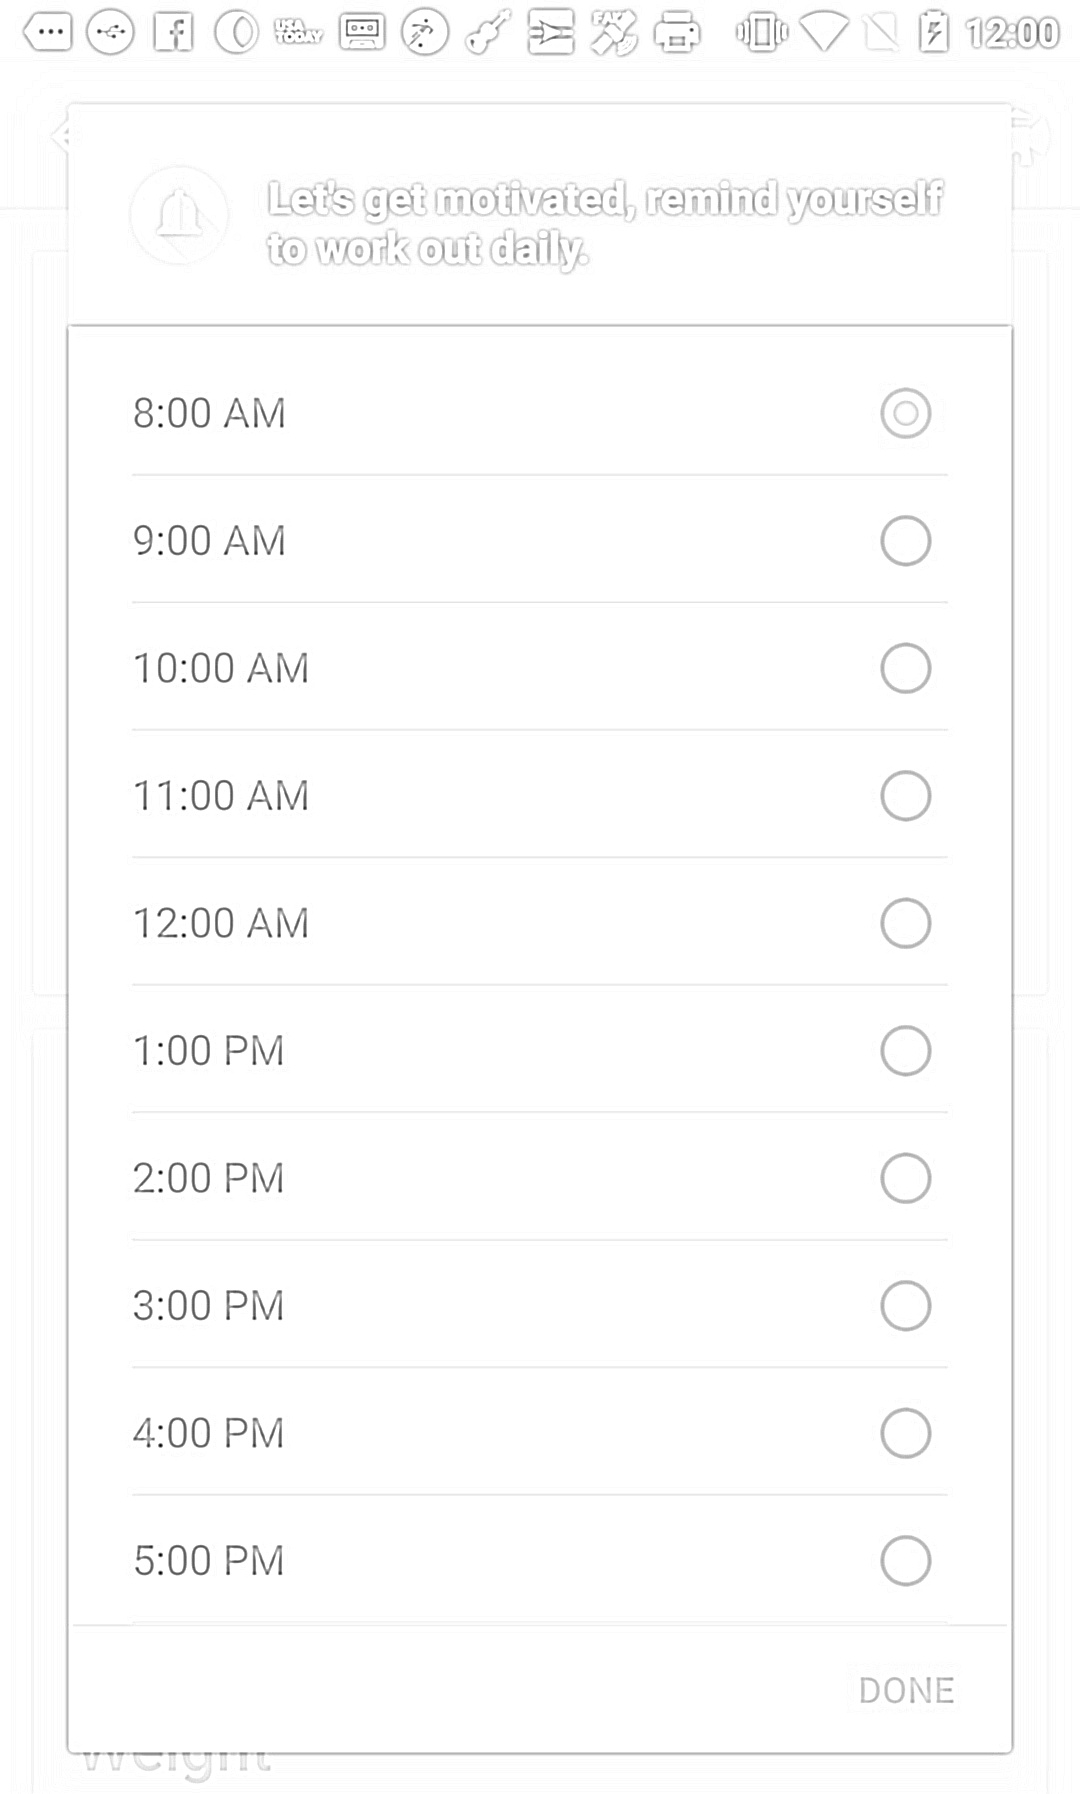 USA TODAY 12:00
Let's get motivated, remind yourself
to work out daily.
8:00 AM
9:00 AM
10:00 AM
11:00 AM
12:00 AM
1:00 PM
2:00 PM
3:00 PM
4:00 PM
5:00 PM
DONE
weight